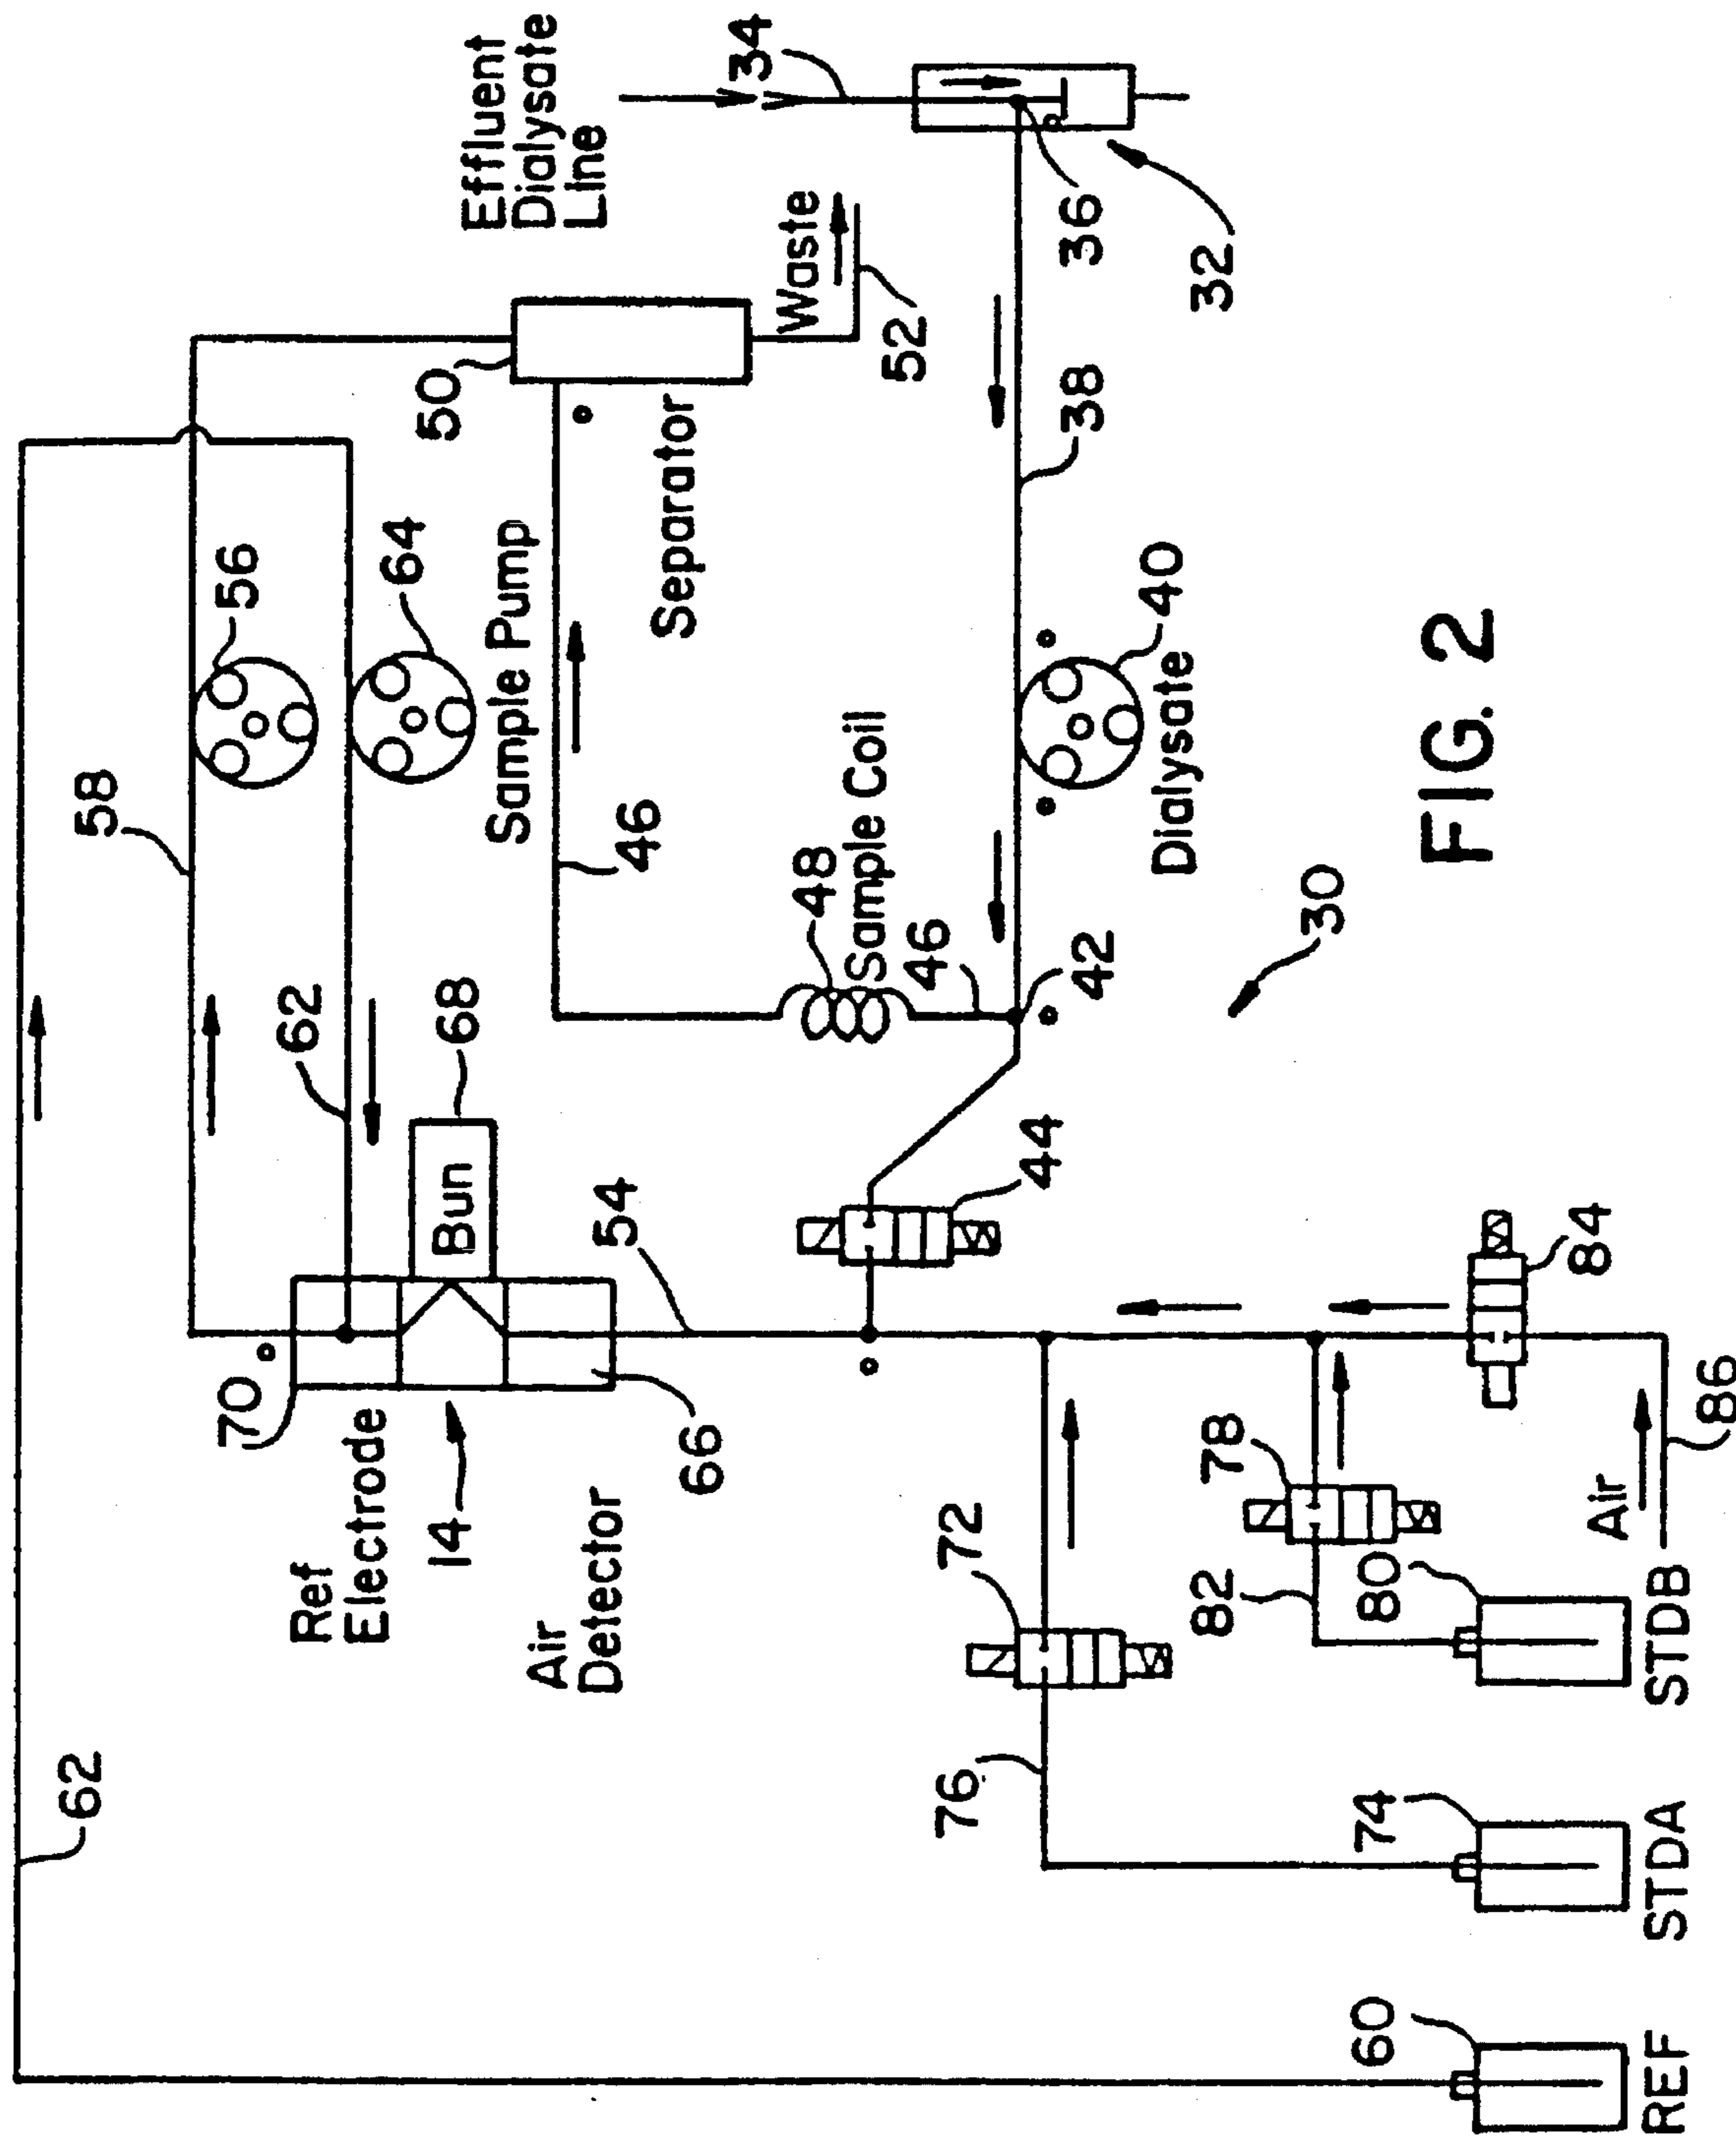 62
58
56
62
64
Sample Pump
68
Bun
70
Ref
Electrode
14
Air
Detector
66
54
46
50
Separator
Effluent
Dialysate
Line
Waste
52
34
36
32
38
40
Dialysate
48
Sample Coil
46
42
44
30
72
76
78
82
84
Air
86
80
STDB
74
STDA
60
REF
FIG. 2